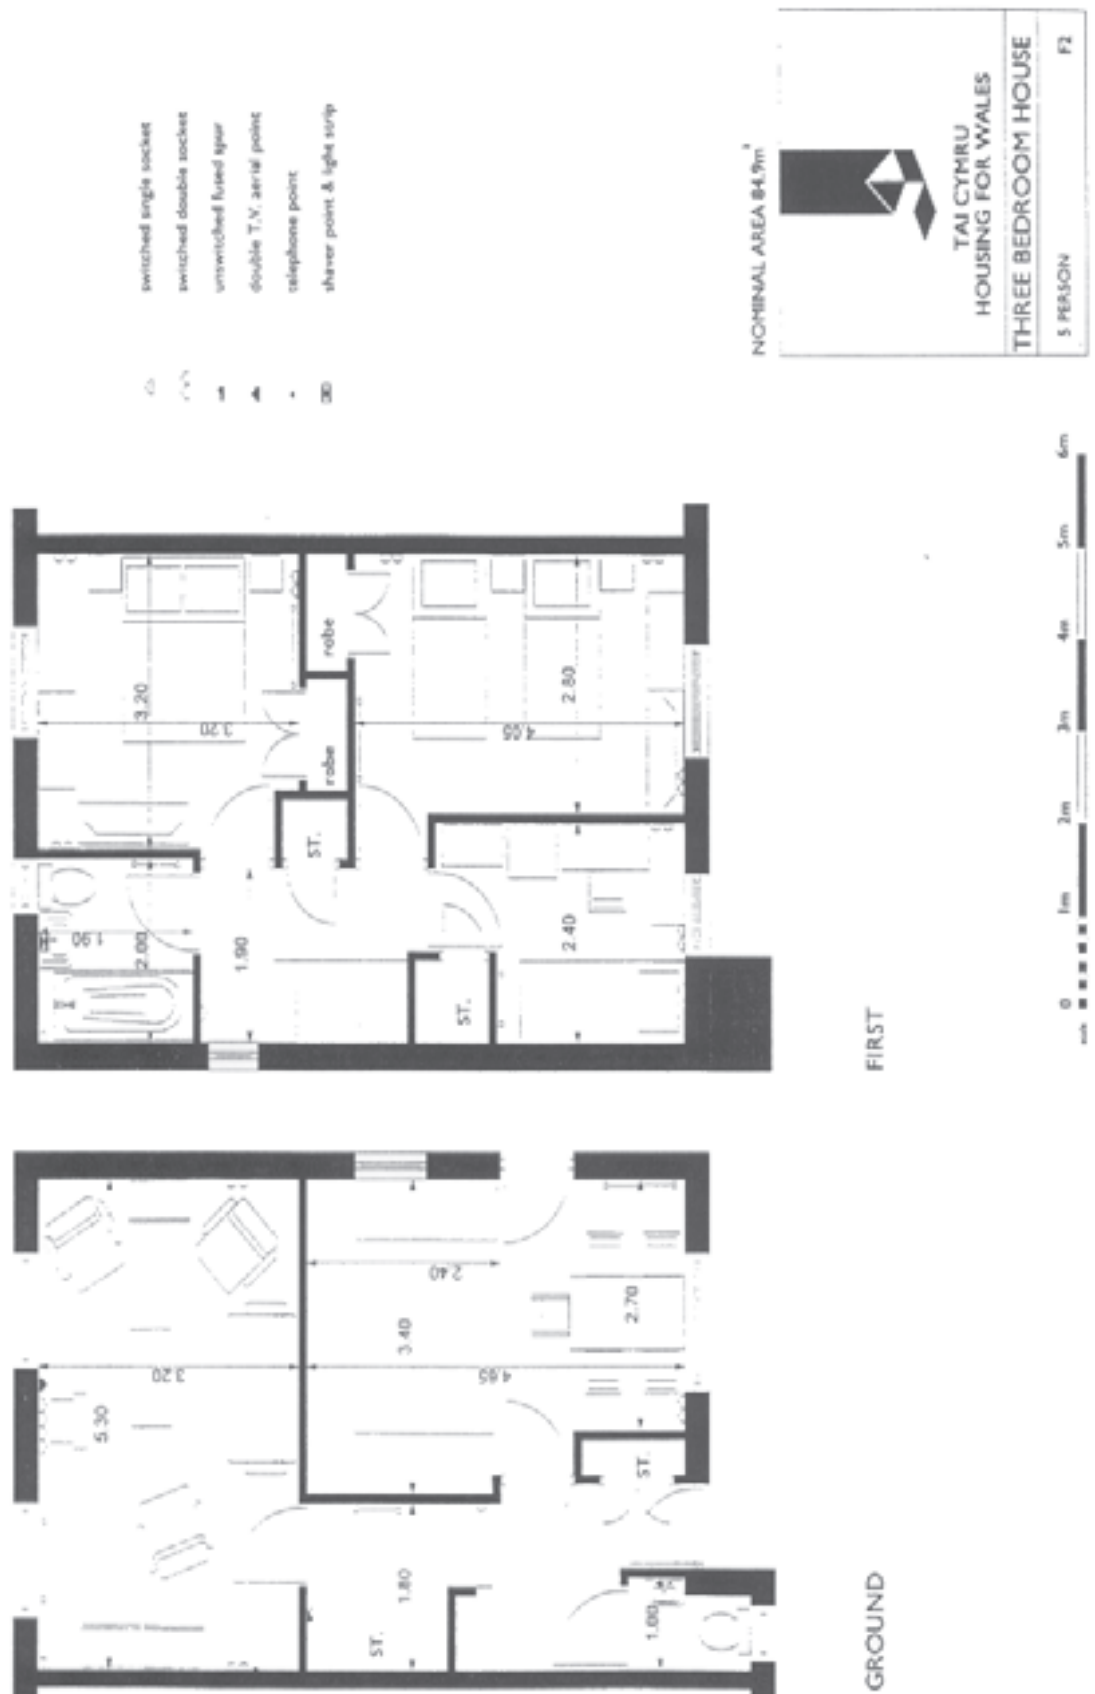 switched single socket
switched double socket
unswitched fused spur
double T.V. aerial point
telephone point
shaver point & light strip
NOMINAL AREA 84.9m²
TAI CYMRU
HOUSING FOR WALES
THREE BEDROOM HOUSE
5 PERSON F2
3.20
3.20
robe
robe
ST.
1.90
2.00
1.90
4.05
2.80
2.40
ST.
FIRST
0 1m 2m 3m 4m 5m 6m
5.30
3.20
2.40
3.40
4.65
2.70
ST.
1.80
ST.
1.00
GROUND